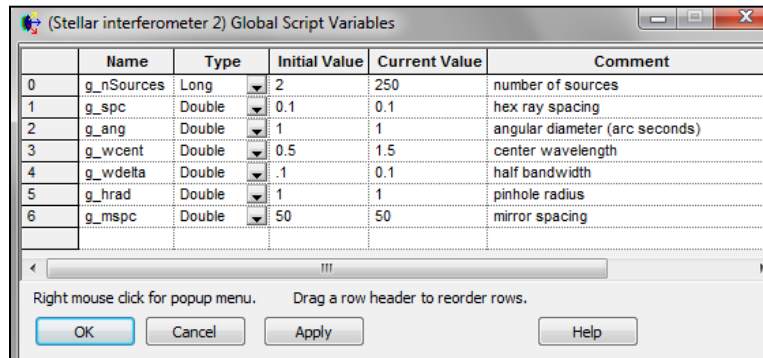 (Stellar interferometer 2) Global Script Variables
Name Type Initial Value Current Value Comment
0 g_nSources Long 2 250 number of sources
1 g_spc Double 0.1 0.1 hex ray spacing
2 g_ang Double 1 1 angular diameter (arc seconds)
3 g_wcent Double 0.5 1.5 center wavelength
4 g_wdelta Double .1 0.1 half bandwidth
5 g_hrad Double 1 1 pinhole radius
6 g_mspc Double 50 50 mirror spacing
Right mouse click for popup menu. Drag a row header to reorder rows.
OK Cancel Apply Help